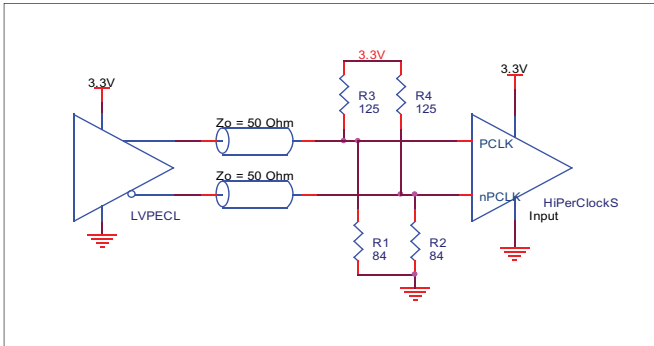 3.3V
3.3V
3.3V
R3
125
R4
125
Zo = 50 Ohm
PCLK
Zo = 50 Ohm
nPCLK
HiPerClockS
Input
LVPECL
R1
84
R2
84